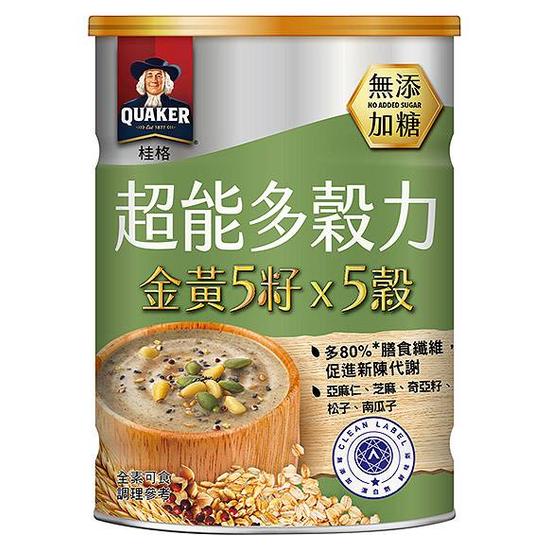 無添
加糖
NO ADDED SUGAR
QUAKER
Est 1877
桂格
超能多穀力
金黃5籽x5穀
多80%*膳食纖維，
促進新陳代謝
亞麻仁、芝麻、奇亞籽、
松子、南瓜子
CLEAN LABEL
全素可食
調理參考